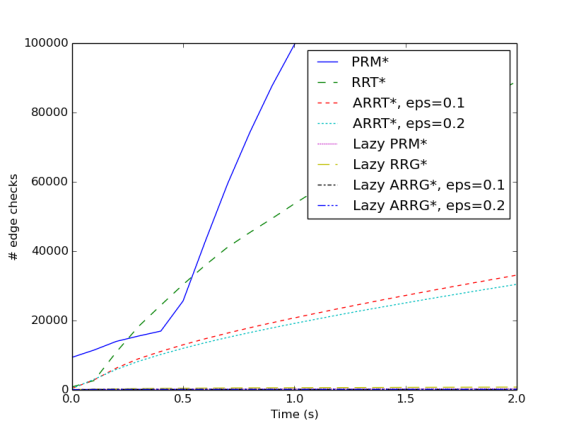 100000
80000
60000
40000
20000
0
# edge checks
0.0 0.5 1.0 1.5 2.0
Time (s)
PRM*
RRT*
ARRT*, eps=0.1
ARRT*, eps=0.2
Lazy PRM*
Lazy RRG*
Lazy ARRG*, eps=0.1
Lazy ARRG*, eps=0.2